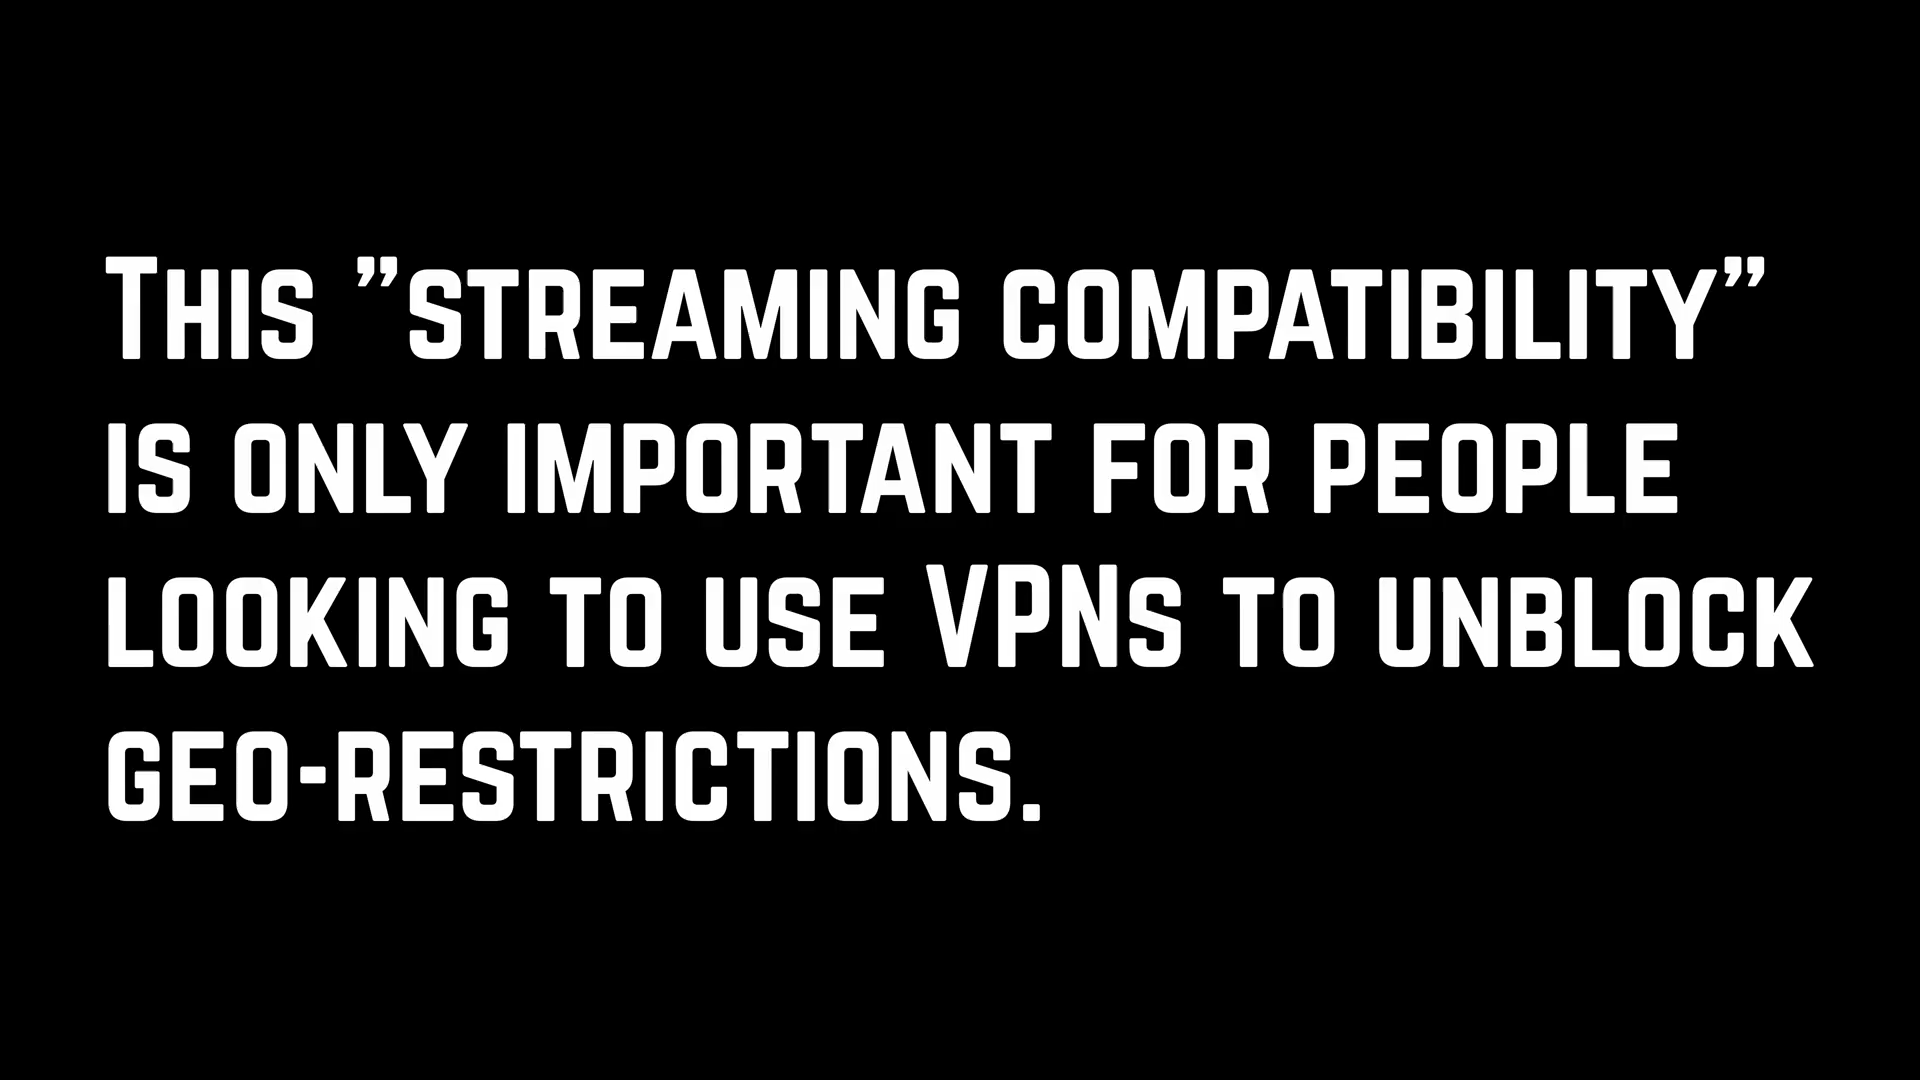 This ”streaming compatibility”
is only important for people
looking to use VPNs to unblock
geo-restrictions.